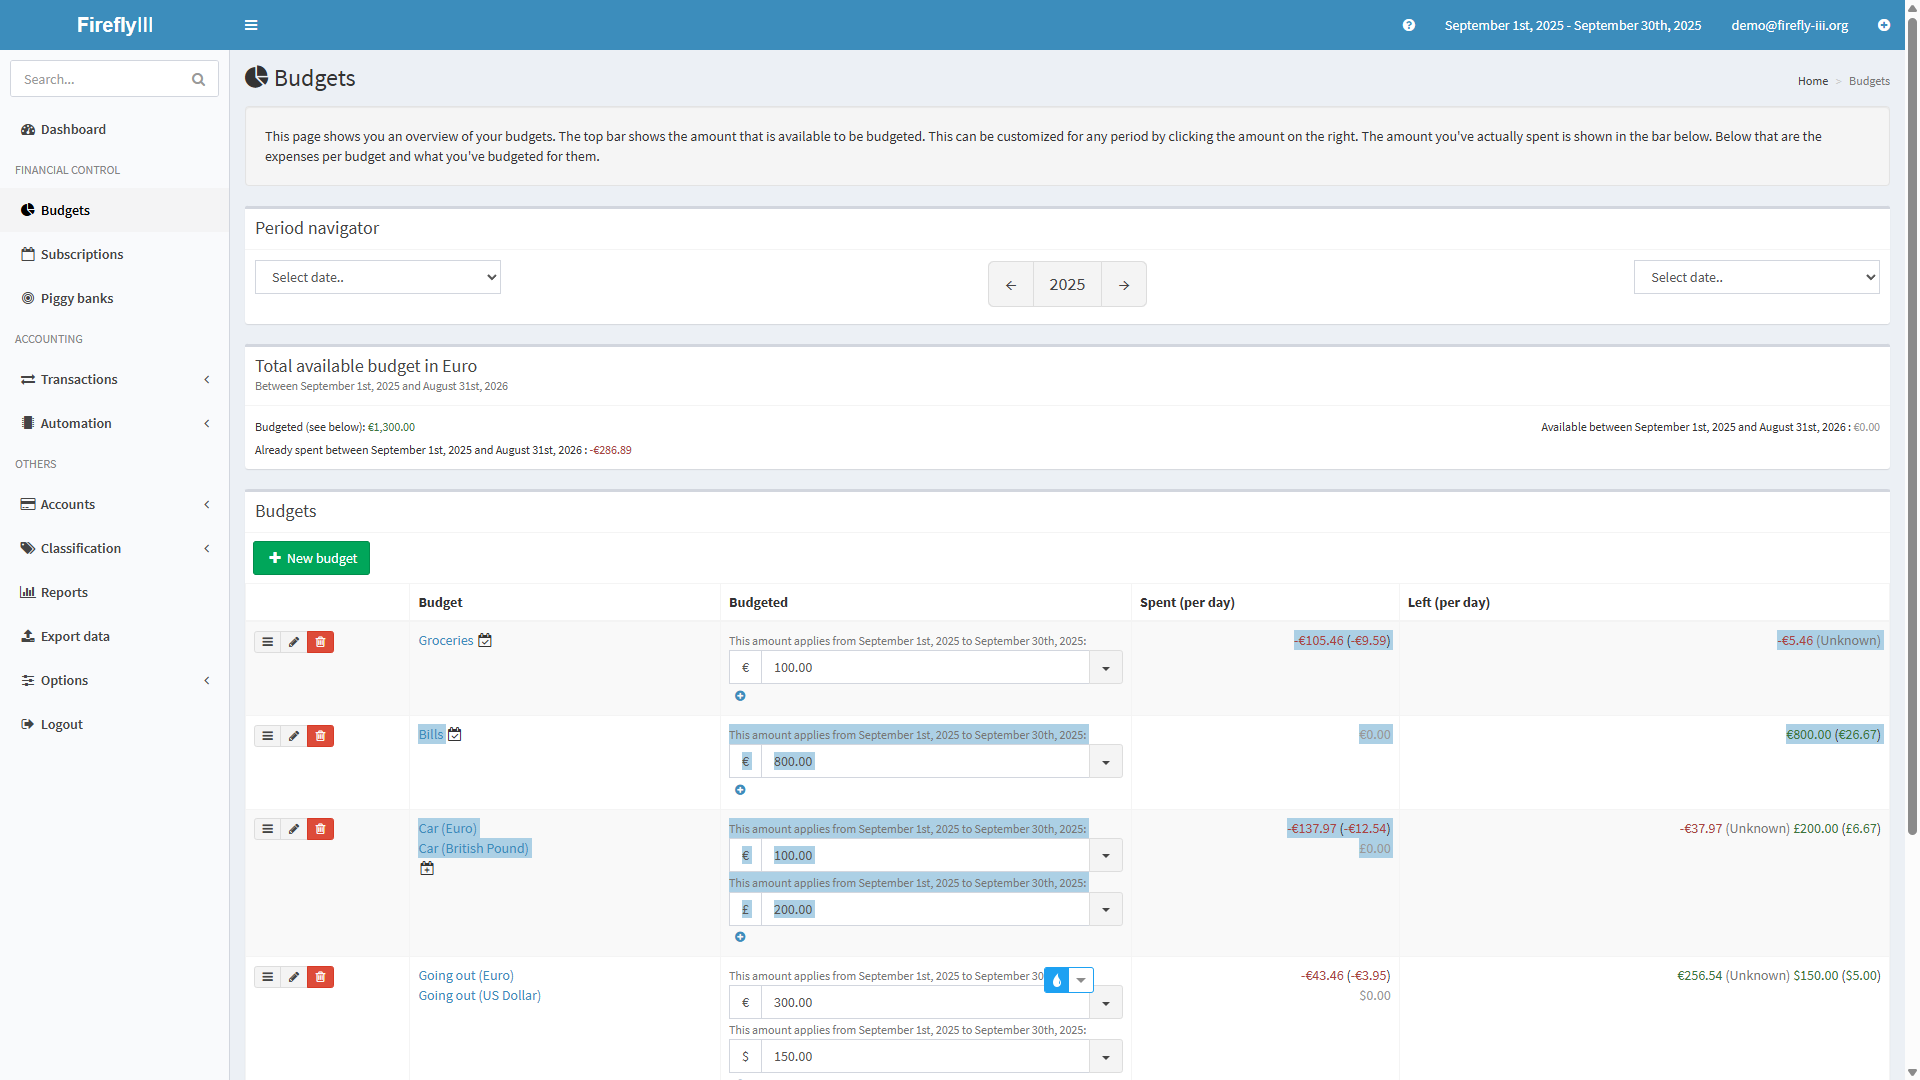 FireflyIII
September 1st, 2025 - September 30th, 2025
demo@firefly-iii.org
Search...
Dashboard
FINANCIAL CONTROL
Budgets
Subscriptions
Piggy banks
ACCOUNTING
Transactions
Automation
OTHERS
Accounts
Classification
Reports
Export data
Options
Logout
Budgets
Home > Budgets
This page shows you an overview of your budgets. The top bar shows the amount that is available to be budgeted. This can be customized for any period by clicking the amount on the right. The amount you've actually spent is shown in the bar below. Below that are the
expenses per budget and what you've budgeted for them.
Period navigator
Select date..
2025
Select date..
Total available budget in Euro
Between September 1st, 2025 and August 31st, 2026
Budgeted (see below): €1,300.00
Available between September 1st, 2025 and August 31st, 2026 : €0.00
Already spent between September 1st, 2025 and August 31st, 2026 : -€286.89
Budgets
New budget
Budget
Budgeted
Spent (per day)
Left (per day)
Groceries
This amount applies from September 1st, 2025 to September 30th, 2025:
€ 100.00
-€105.46 (-€9.59)
-€5.46 (Unknown)
Bills
This amount applies from September 1st, 2025 to September 30th, 2025:
€ 800.00
€0.00
€800.00 (€26.67)
Car (Euro)
Car (British Pound)
This amount applies from September 1st, 2025 to September 30th, 2025:
€ 100.00
This amount applies from September 1st, 2025 to September 30th, 2025:
£ 200.00
-€137.97 (-€12.54)
£0.00
-€37.97 (Unknown) £200.00 (£6.67)
Going out (Euro)
Going out (US Dollar)
This amount applies from September 1st, 2025 to September 30
€ 300.00
This amount applies from September 1st, 2025 to September 30th, 2025:
$ 150.00
-€43.46 (-€3.95)
$0.00
€256.54 (Unknown) $150.00 ($5.00)